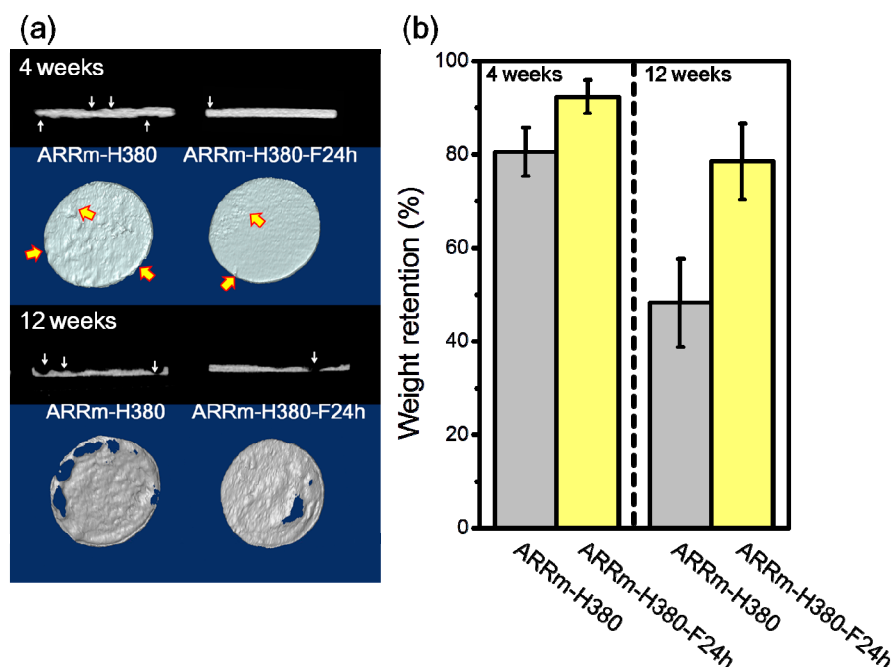 (a)
4 weeks
ARRm-H380 ARRm-H380-F24h
12 weeks
ARRm-H380 ARRm-H380-F24h
(b)
Weight retention (%)
100
80
60
40
20
0
4 weeks 12 weeks
ARRm-H380
ARRm-H380-F24h
ARRm-H380
ARRm-H380-F24h